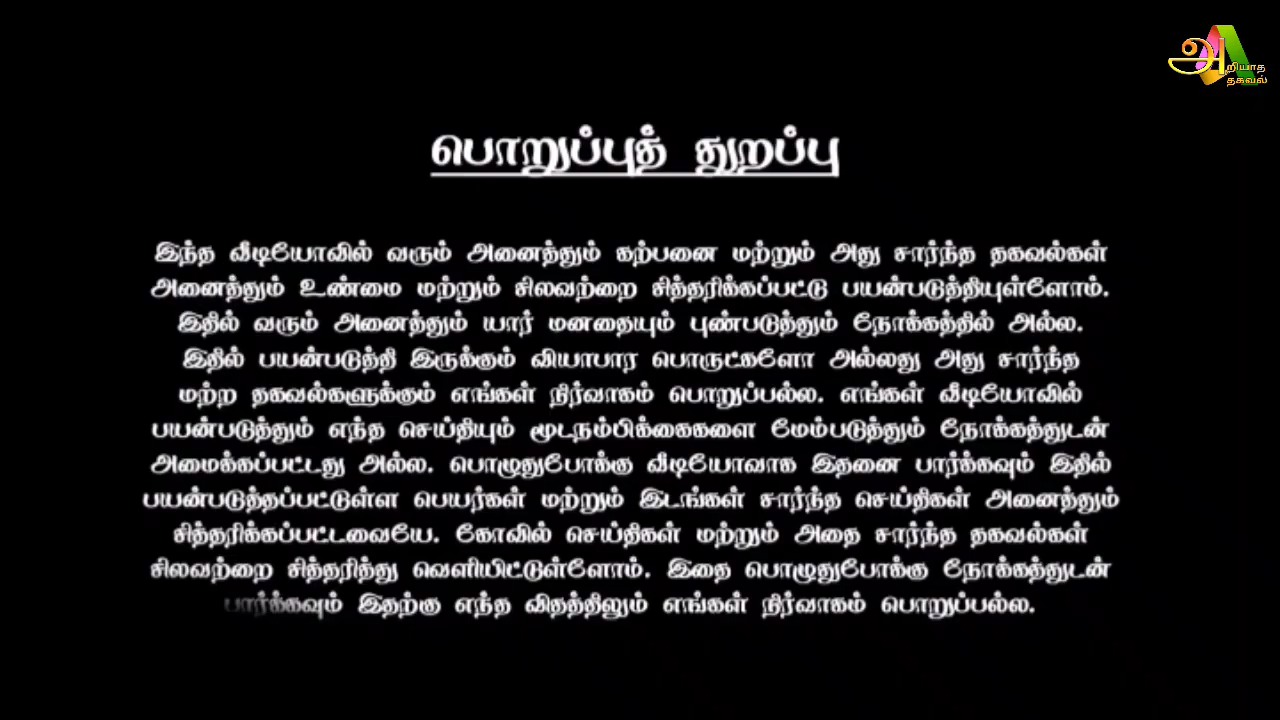 அறியாத
தகவல்
பொறுப்புத் துறப்பு
இந்த வீடியோவில் வரும் அனைத்தும் கற்பனை மற்றும் அது சார்ந்த தகவல்கள்
அனைத்தும் உண்மை மற்றும் சிலவற்றை சித்தரிக்கப்பட்டு பயன்படுத்தியுள்ளோம்.
இதில் வரும் அனைத்தும் யார் மனதையும் புண்படுத்தும் நோக்கத்தில் அல்ல.
இதில் பயன்படுத்தி இருக்கும் வியாபார பொருட்களோ அல்லது அது சார்ந்த
மற்ற தகவல்களுக்கும் எங்கள் நிர்வாகம் பொறுப்பல்ல. எங்கள் வீடியோவில்
பயன்படுத்தும் எந்த செய்தியும் மூடநம்பிக்கைகளை மேம்படுத்தும் நோக்கத்துடன்
அமைக்கப்பட்டது அல்ல. பொழுதுபோக்கு வீடியோவாக இதனை பார்க்கவும் இதில்
பயன்படுத்தப்பட்டுள்ள பெயர்கள் மற்றும் இடங்கள் சார்ந்த செய்திகள் அனைத்தும்
சித்தரிக்கப்பட்டவையே. கோவில் செய்திகள் மற்றும் அதை சார்ந்த தகவல்கள்
சிலவற்றை சித்தரித்து வெளியிட்டுள்ளோம். இதை பொழுதுபோக்கு நோக்கத்துடன்
பார்க்கவும் இதற்கு எந்த விதத்திலும் எங்கள் நிர்வாகம் பொறுப்பல்ல.